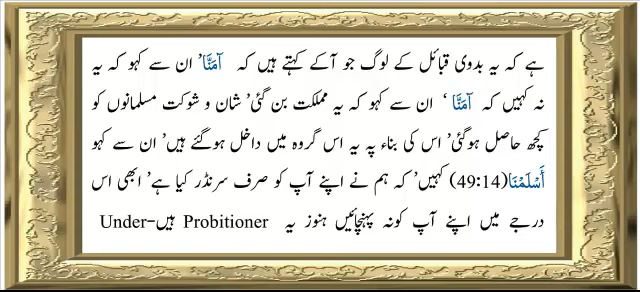 ہے کہ یہ بدوی قبائل کے لوگ جو آکے کہتے ہیں کہ آمَنَّا’ ان سے کہو کہ یہ
نہ کہیں کہ آمَنَّا ‘ ان سے کہو کہ یہ مملکت بن گئی’ شان و شوکت مسلمانوں کو
کچھ حاصل ہوگئی’ اس کی بناء پہ یہ اس گروہ میں داخل ہوگئے ہیں’ ان سے کہو
أَسْلَمْنَا(49:14) کہیں’ کہ ہم نے اپنے آپ کو صرف سرنڈر کیا ہے’ ابھی اس
درجے میں اپنے آپ کونہ پہنچائیں ہنوز یہ Probitioner ہیں–Under